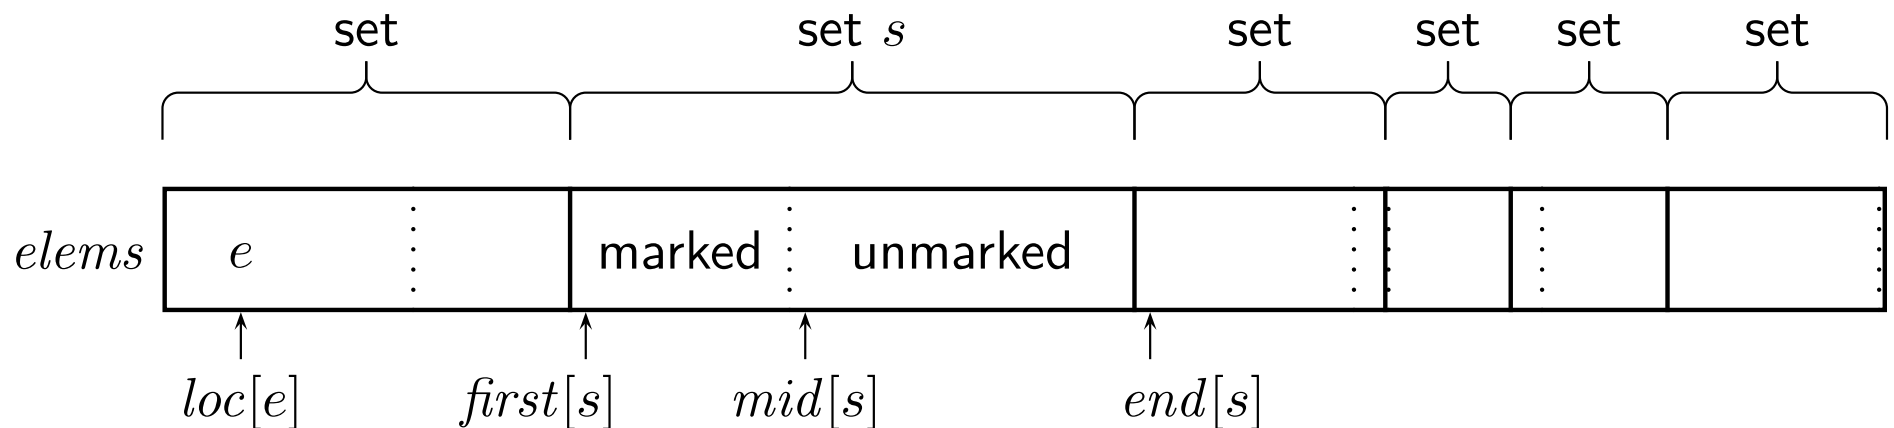 set set s set set set set
elems e marked unmarked
loc[e] first[s] mid[s] end[s]